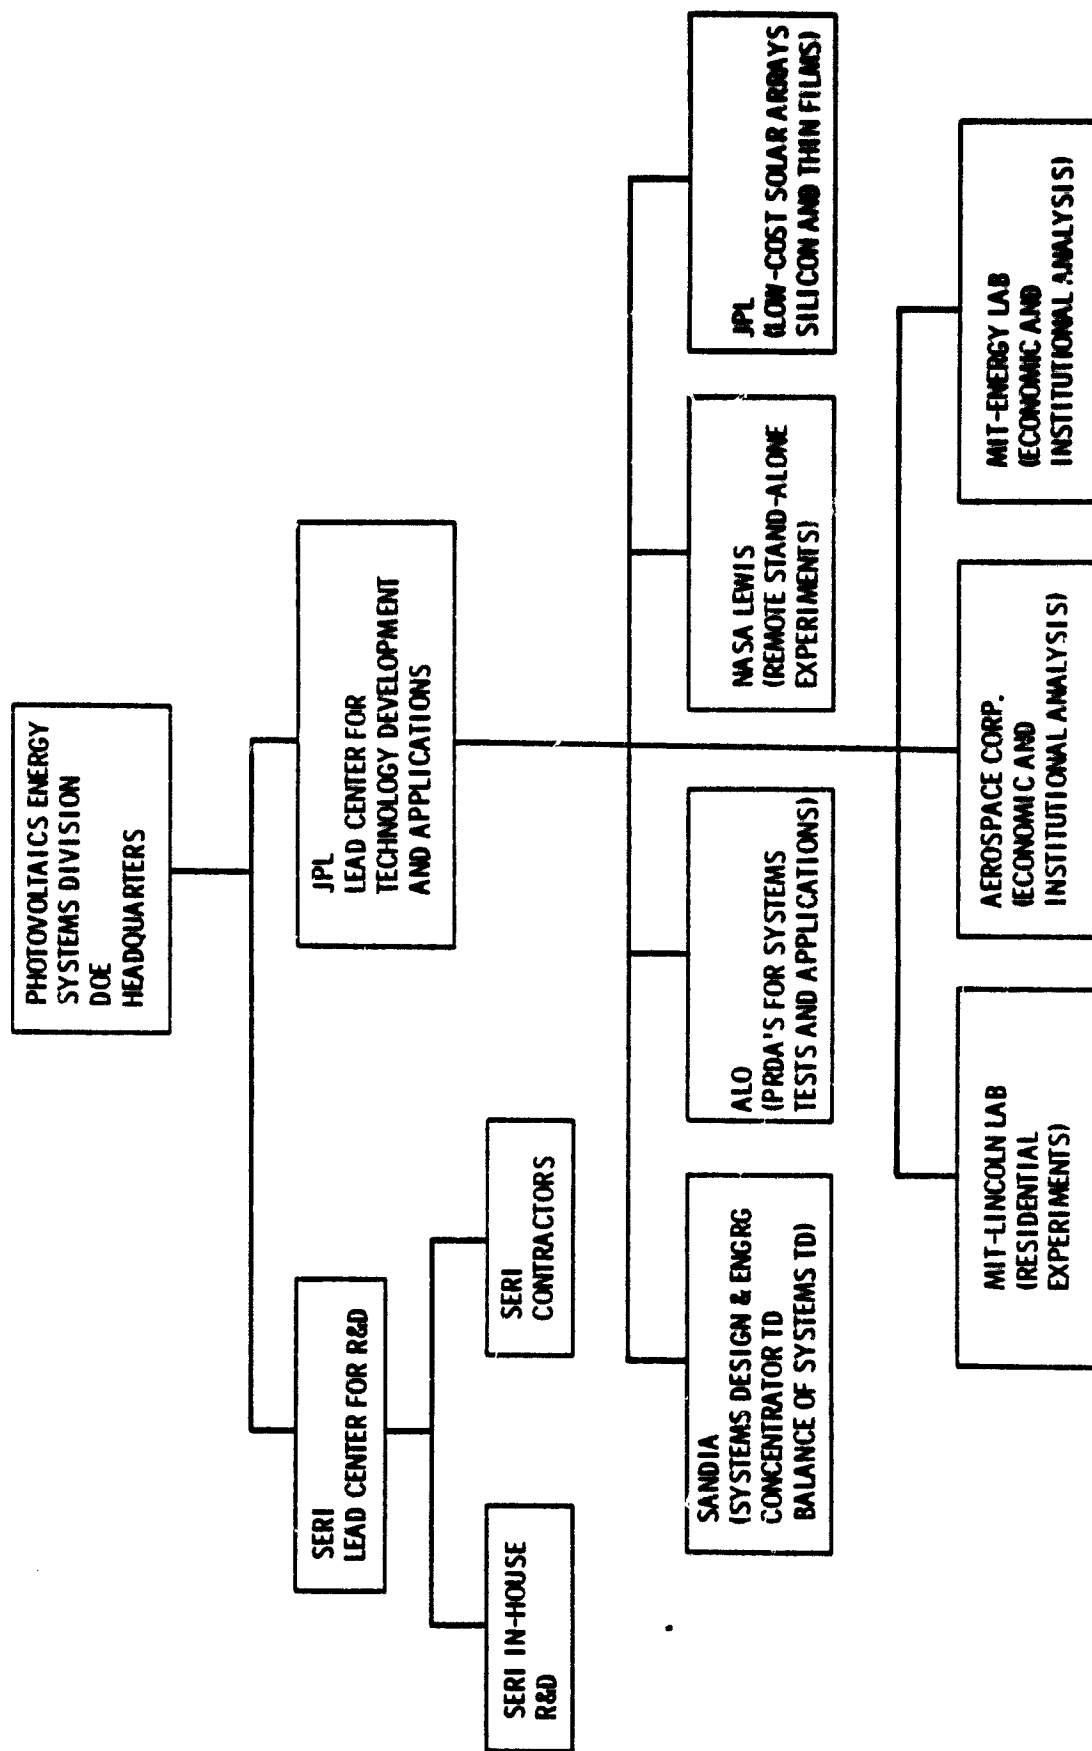 PHOTOVOLTAICS ENERGY
SYSTEMS DIVISION
DOE
HEADQUARTERS
SERI
LEAD CENTER FOR R&D
JPL
LEAD CENTER FOR
TECHNOLOGY DEVELOPMENT
AND APPLICATIONS
SERI IN-HOUSE
R&D
SERI
CONTRACTORS
SANDIA
(SYSTEMS DESIGN & ENGRG
CONCENTRATOR TD
BALANCE OF SYSTEMS TD)
ALO
(PRDA'S FOR SYSTEMS
TESTS AND APPLICATIONS)
NASA LEWIS
(REMOTE STAND-ALONE
EXPERIMENTS)
JPL
(LOW-COST SOLAR ARRAYS
SILICON AND THIN FILMS)
MIT-LINCOLN LAB
(RESIDENTIAL
EXPERIMENTS)
AEROSPACE CORP.
(ECONOMIC AND
INSTITUTIONAL ANALYSIS)
MIT-ENERGY LAB
(ECONOMIC AND
INSTITUTIONAL ANALYSIS)